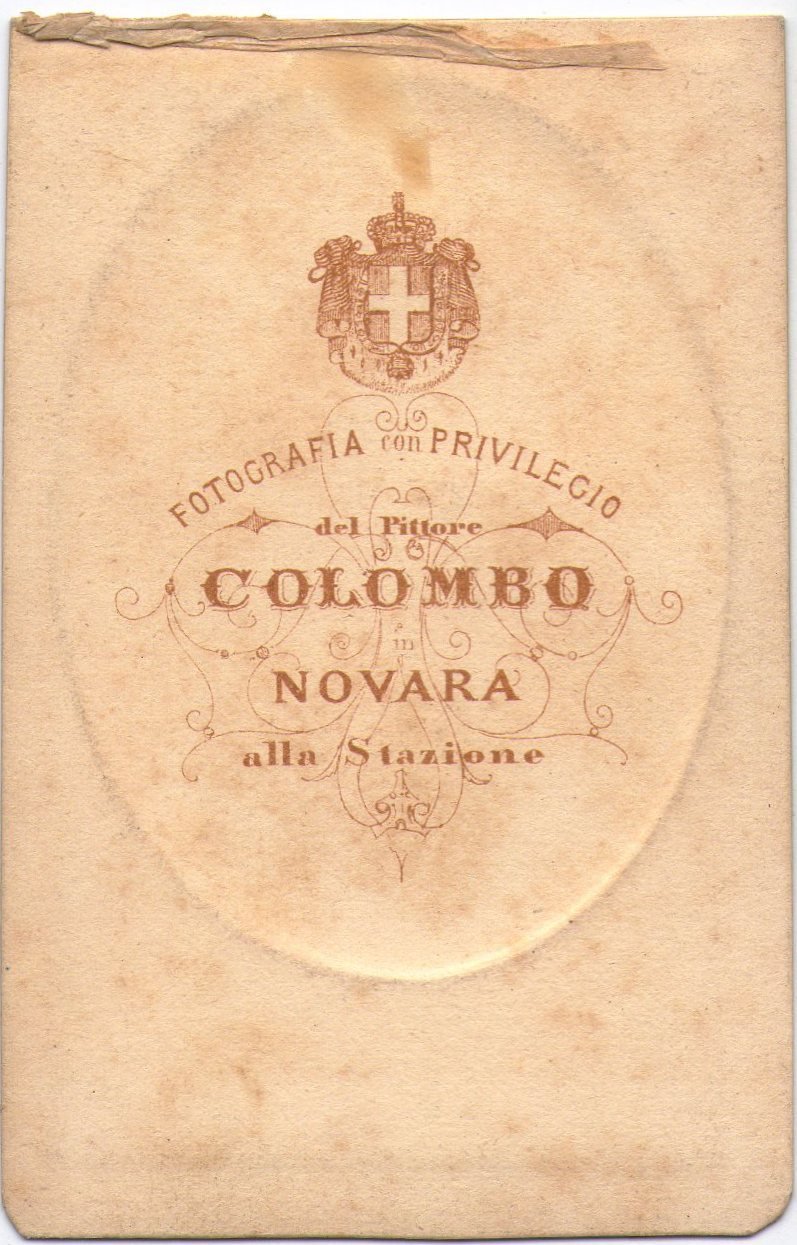 FOTOGRAFIA con PRIVILEGIO
del Pittore
COLOMBO
in
NOVARA
alla Stazione